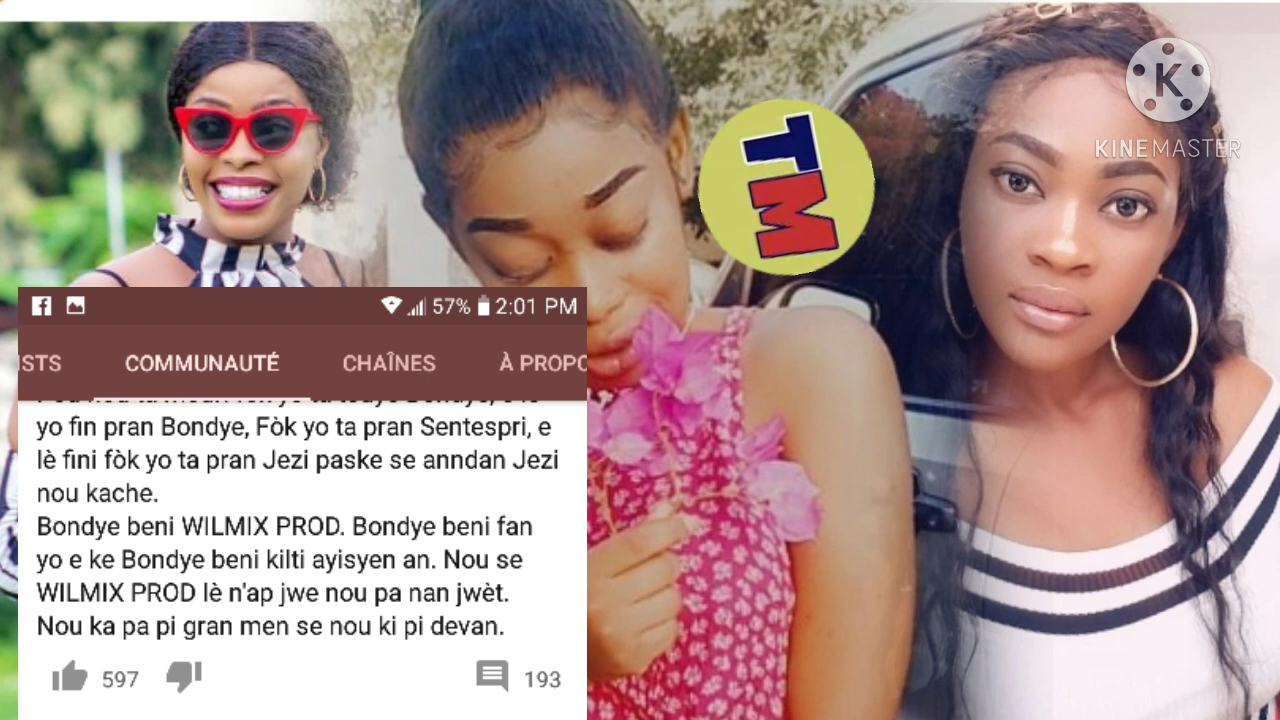 KINEMASTER
K
TM
57% 2:01 PM
STS COMMUNAUTÉ CHAÎNES À PROPO
yo fin pran Bondye, Fòk yo ta pran Sentespri, e
lè fini fòk yo ta pran Jezi paske se anndan Jezi
nou kache.
Bondye beni WILMIX PROD. Bondye beni fan
yo e ke Bondye beni kilti ayisyen an. Nou se
WILMIX PROD lè n'ap jwe nou pa nan jwèt.
Nou ka pa pi gran men se nou ki pi devan.
597 193